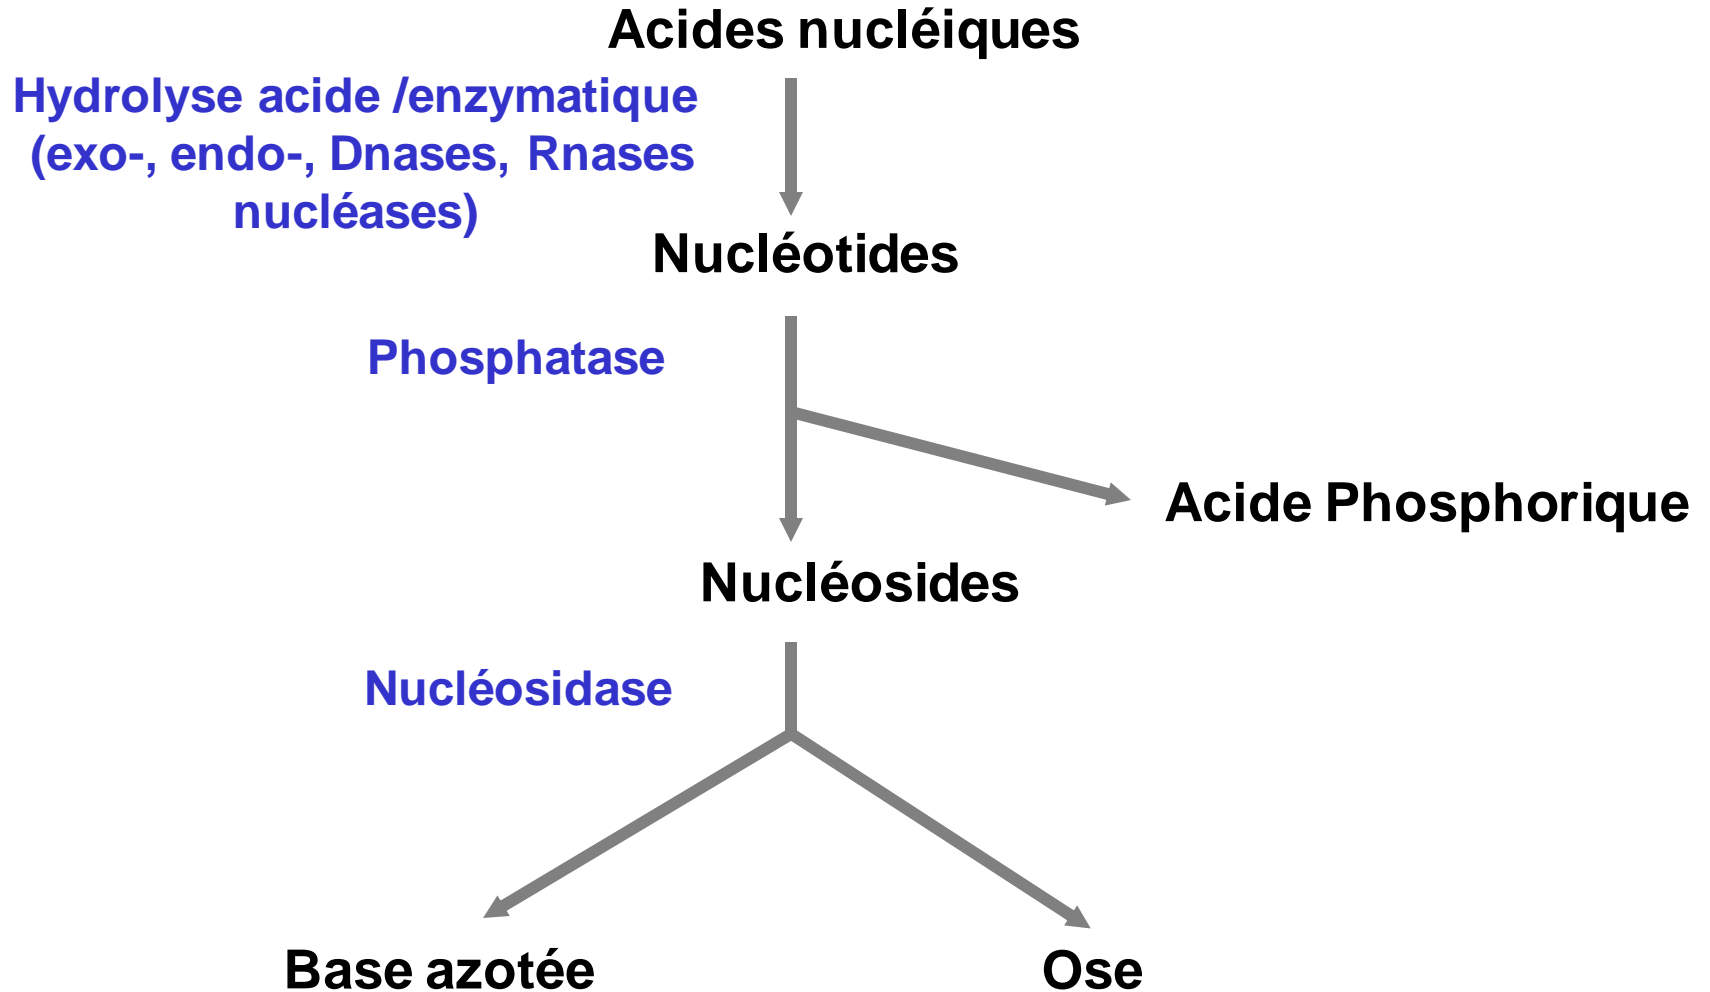 Acides nucléiques
Hydrolyse acide /enzymatique
(exo-, endo-, Dnases, Rnases
nucléases)
Nucléotides
Phosphatase
Acide Phosphorique
Nucléosides
Nucléosidase
Base azotée
Ose